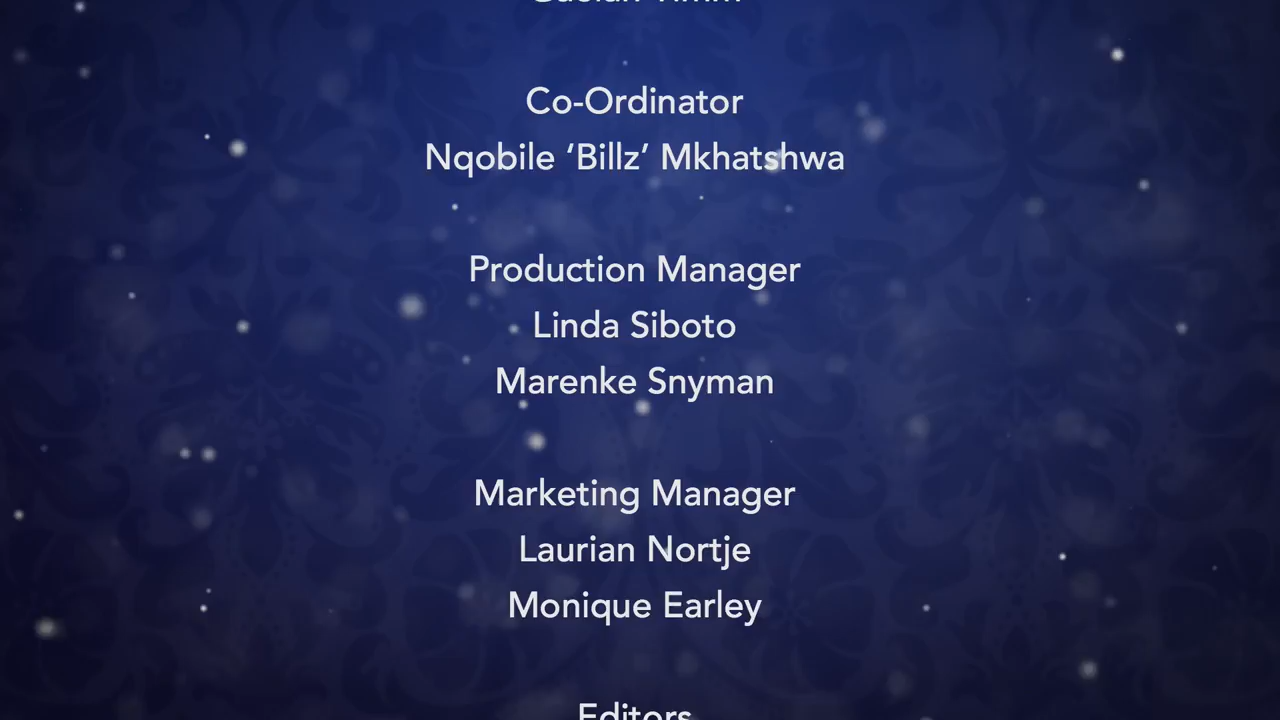 Co-Ordinator
Nqobile ‘Billz’ Mkhatshwa
Production Manager
Linda Siboto
Marenke Snyman
Marketing Manager
Laurian Nortje
Monique Earley
Editors